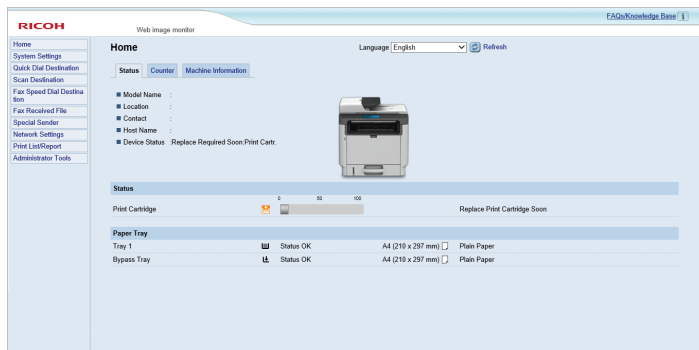 FAQs/Knowledge Base
RICOH
Web image monitor
Home
System Settings
Quick Dial Destination
Scan Destination
Fax Speed Dial Destina
tion
Fax Received File
Special Sender
Network Settings
Print List/Report
Administrator Tools
Home
Language English
Refresh
Status Counter Machine Information
Model Name :
Location :
Contact :
Host Name :
Device Status :Replace Required Soon:Print Cartr.
Status
0 50 100
Print Cartridge Replace Print Cartridge Soon
Paper Tray
Tray 1 Status OK A4 (210 x 297 mm) Plain Paper
Bypass Tray Status OK A4 (210 x 297 mm) Plain Paper